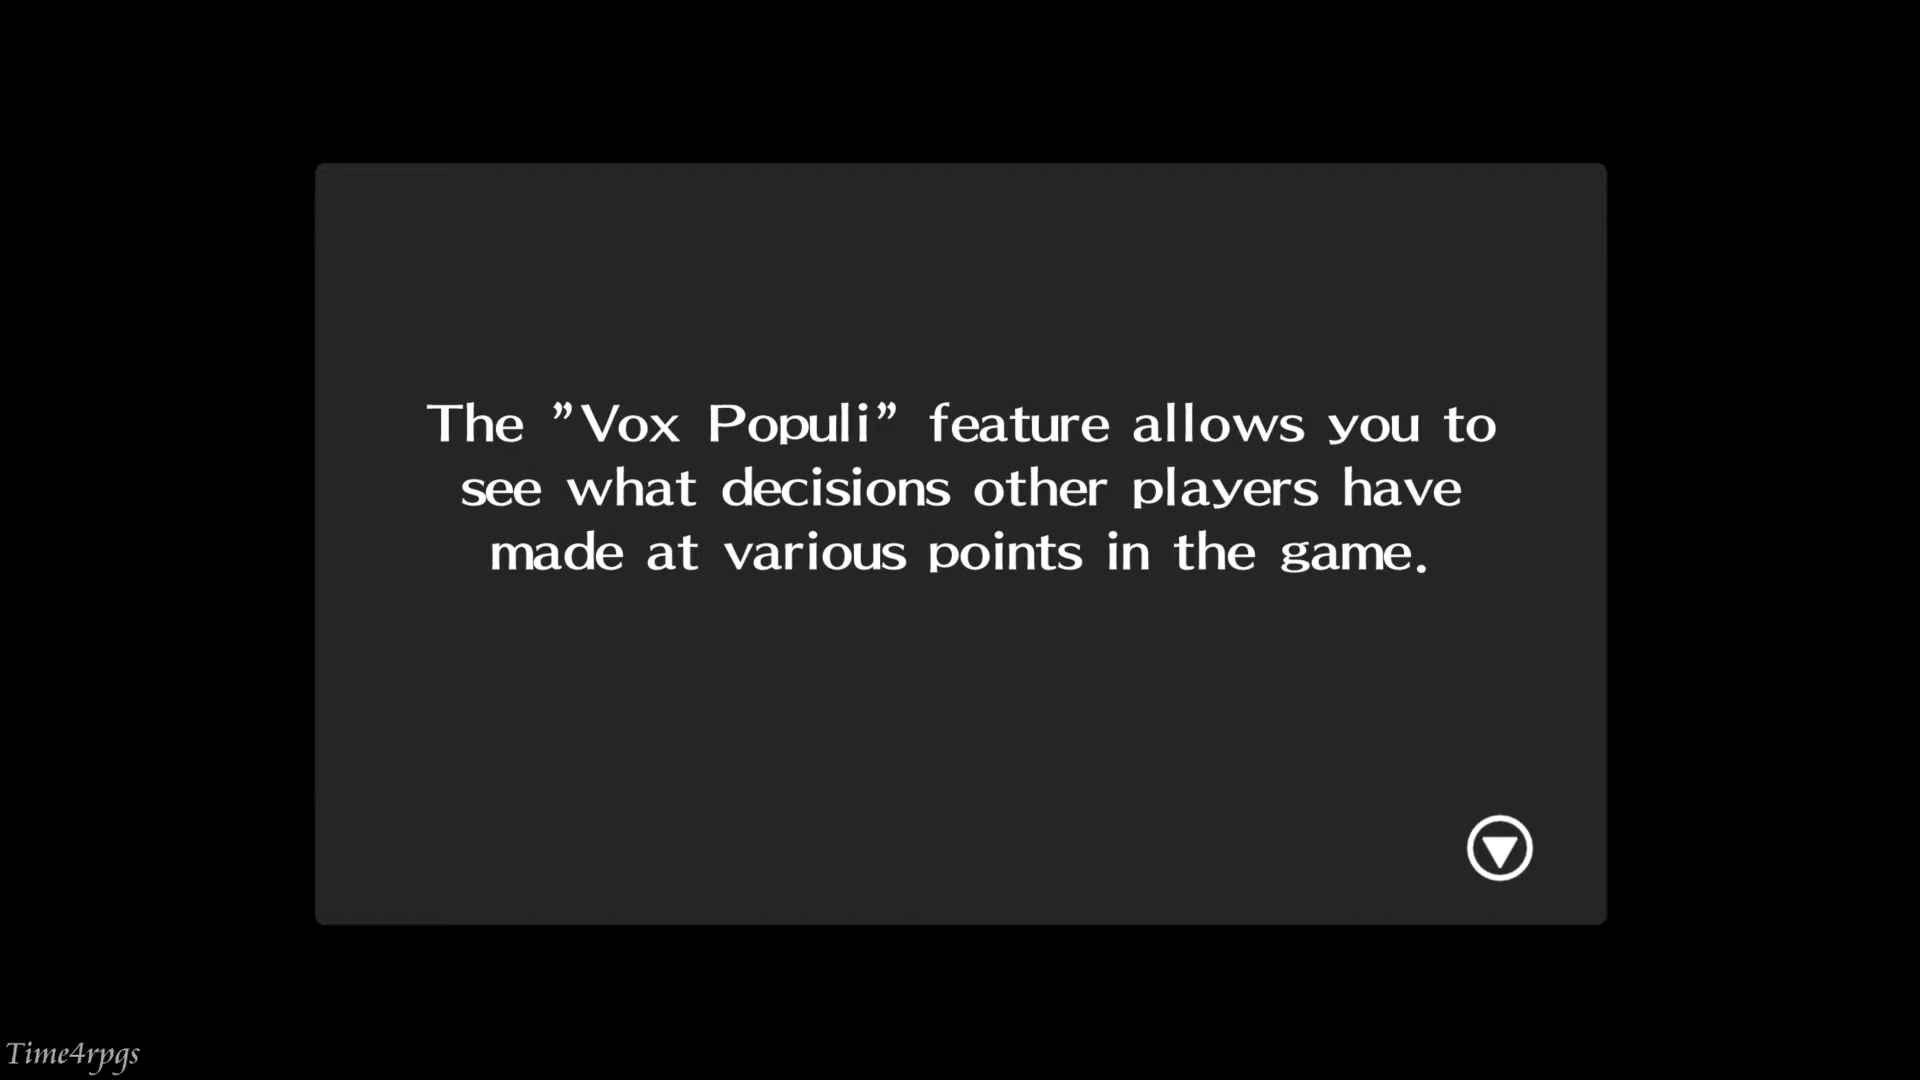 The ”Vox Populi” feature allows you to
see what decisions other players have
made at various points in the game.
Time4rpgs